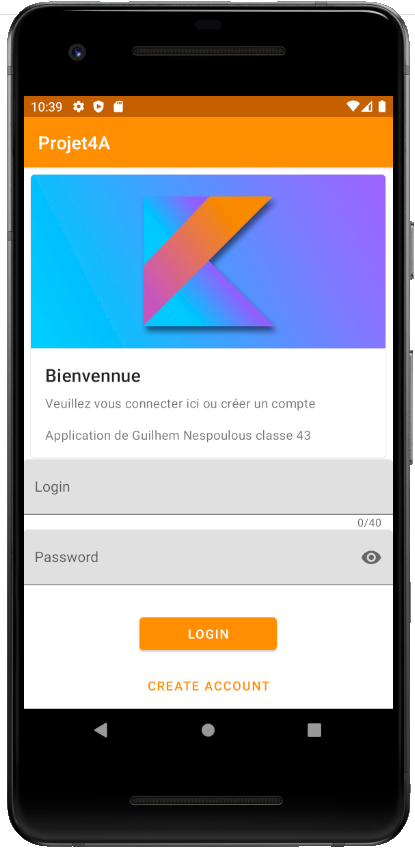 10:39
Projet4A
Bienvennue
Veuillez vous connecter ici ou créer un compte
Application de Guilhem Nespoulous classe 43
Login
0/40
Password
LOGIN
CREATE ACCOUNT